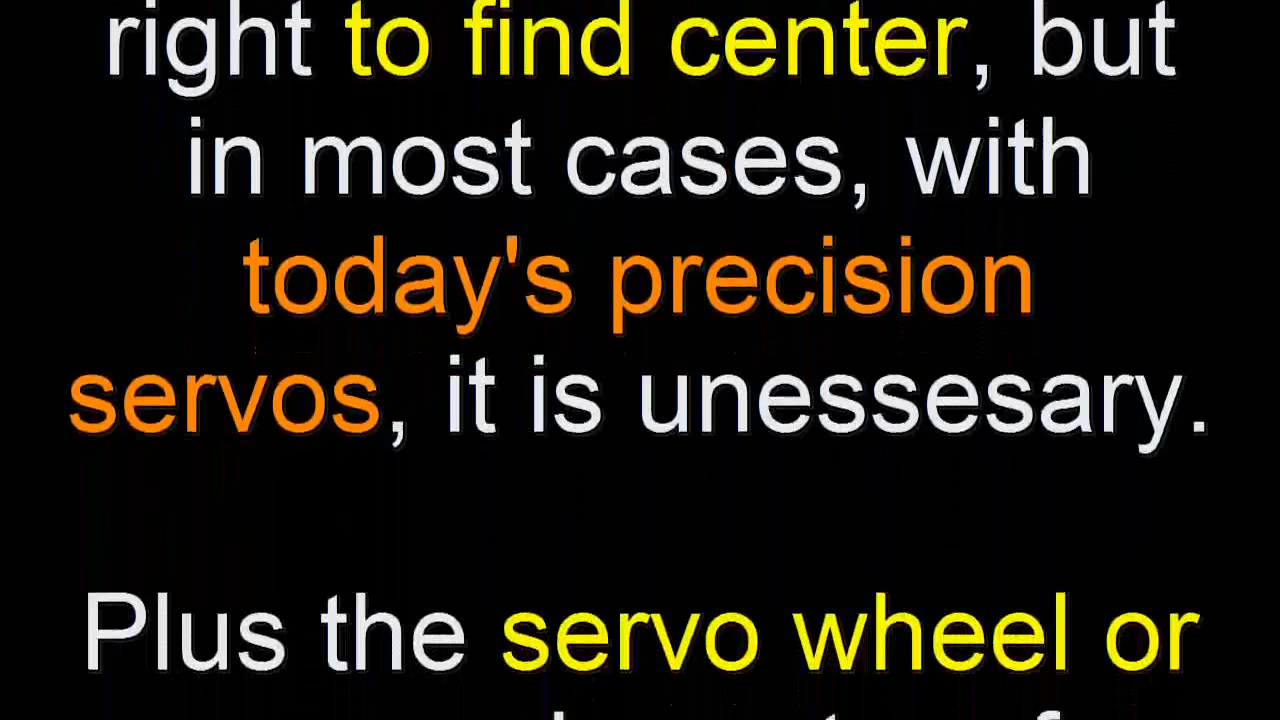 right to find center, but
in most cases, with
today's precision
servos, it is unessesary.
Plus the servo wheel or